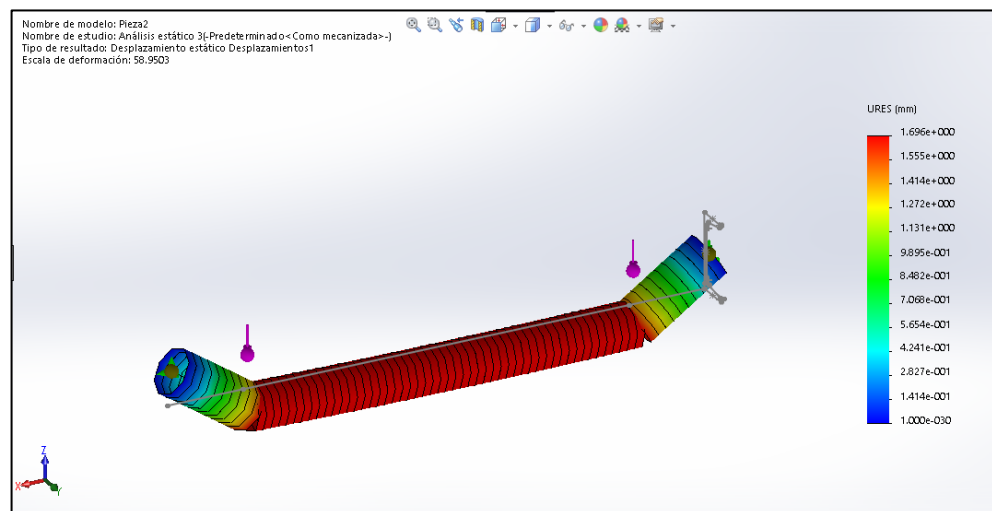 Nombre de modelo: Pieza2
Nombre de estudio: Análisis estático 3(-Predeterminado<Como mecanizada>-)
Tipo de resultado: Desplazamiento estático Desplazamientos1
Escala de deformación: 58.9503
URES (mm)
1.696e+000
1.555e+000
1.414e+000
1.272e+000
1.131e+000
9.895e-001
8.482e-001
7.068e-001
5.654e-001
4.241e-001
2.827e-001
1.414e-001
1.000e-030
Z
X
Y